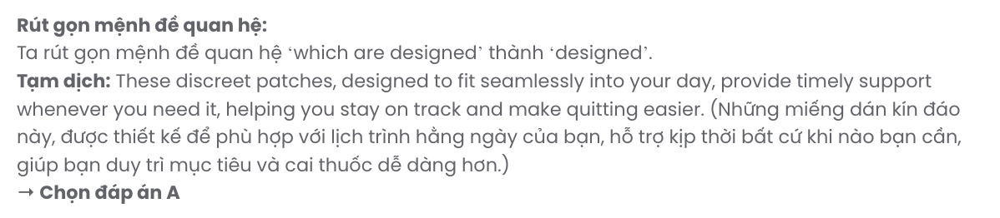 Rút gọn mệnh đề quan hệ:
Ta rút gọn mệnh đề quan hệ ‘which are designed’ thành ‘designed’.
Tạm dịch: These discreet patches, designed to fit seamlessly into your day, provide timely support
whenever you need it, helping you stay on track and make quitting easier. (Những miếng dán kín đáo
này, được thiết kế để phù hợp với lịch trình hằng ngày của bạn, hỗ trợ kịp thời bất cứ khi nào bạn cần,
giúp bạn duy trì mục tiêu và cai thuốc dễ dàng hơn.)
→ Chọn đáp án A